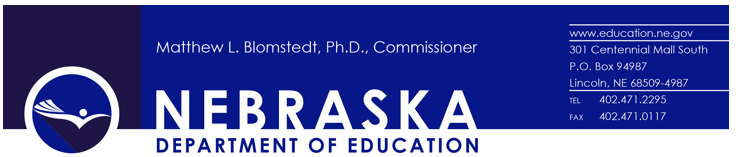 Matthew L. Blomstedt, Ph.D., Commissioner
NEBRASKA
DEPARTMENT OF EDUCATION
www.education.ne.gov
301 Centennial Mall South
P.O. Box 94987
Lincoln, NE 68509-4987
TEL 402.471.2295
FAX 402.471.0117